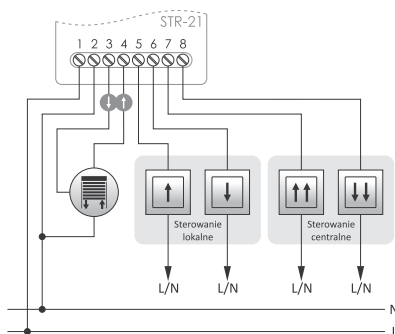 STR-21
1 2 3 4 5 6 7 8
Sterowanie
lokalne
Sterowanie
centralne
L/N L/N L/N L/N
N
L